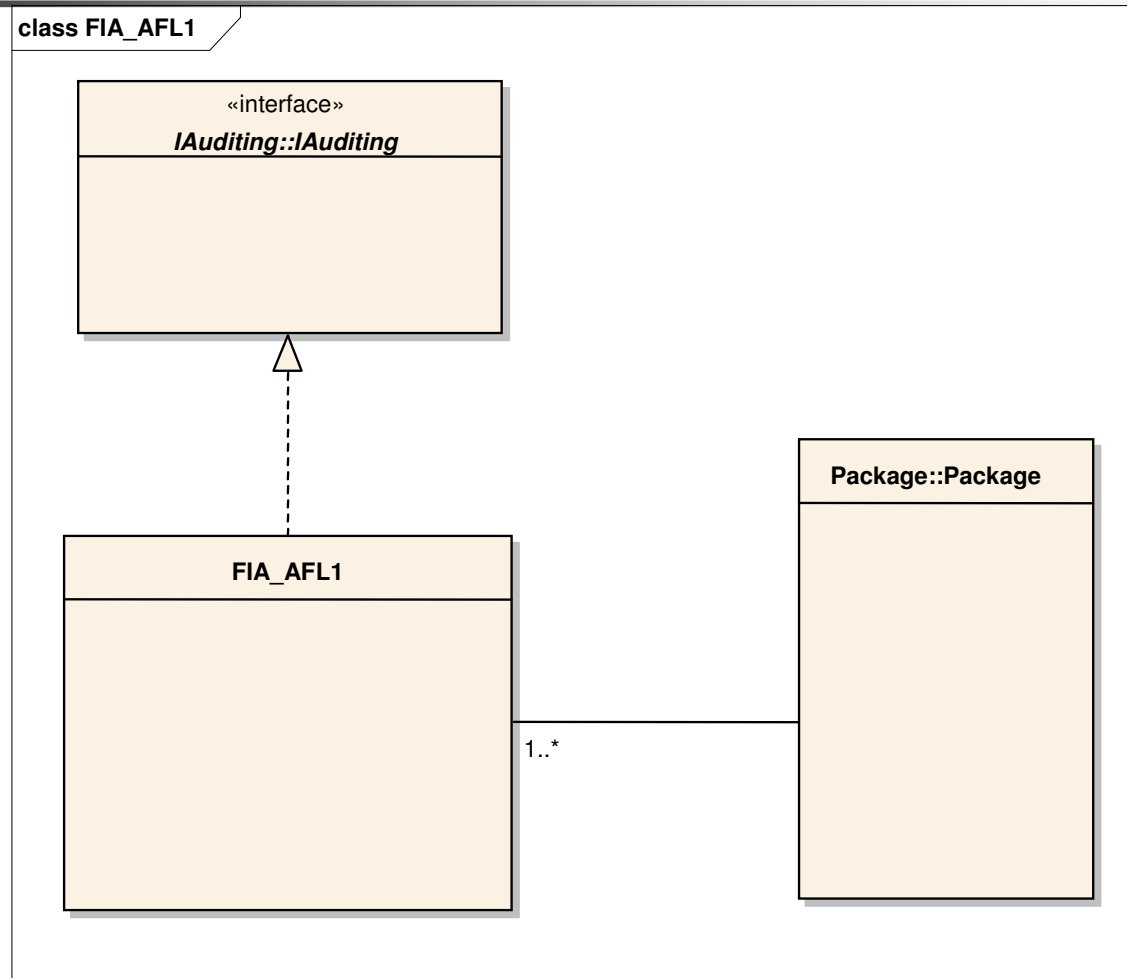 class FIA_AFL1
«interface»
IAuditing::IAuditing
Package::Package
FIA_AFL1
1..*